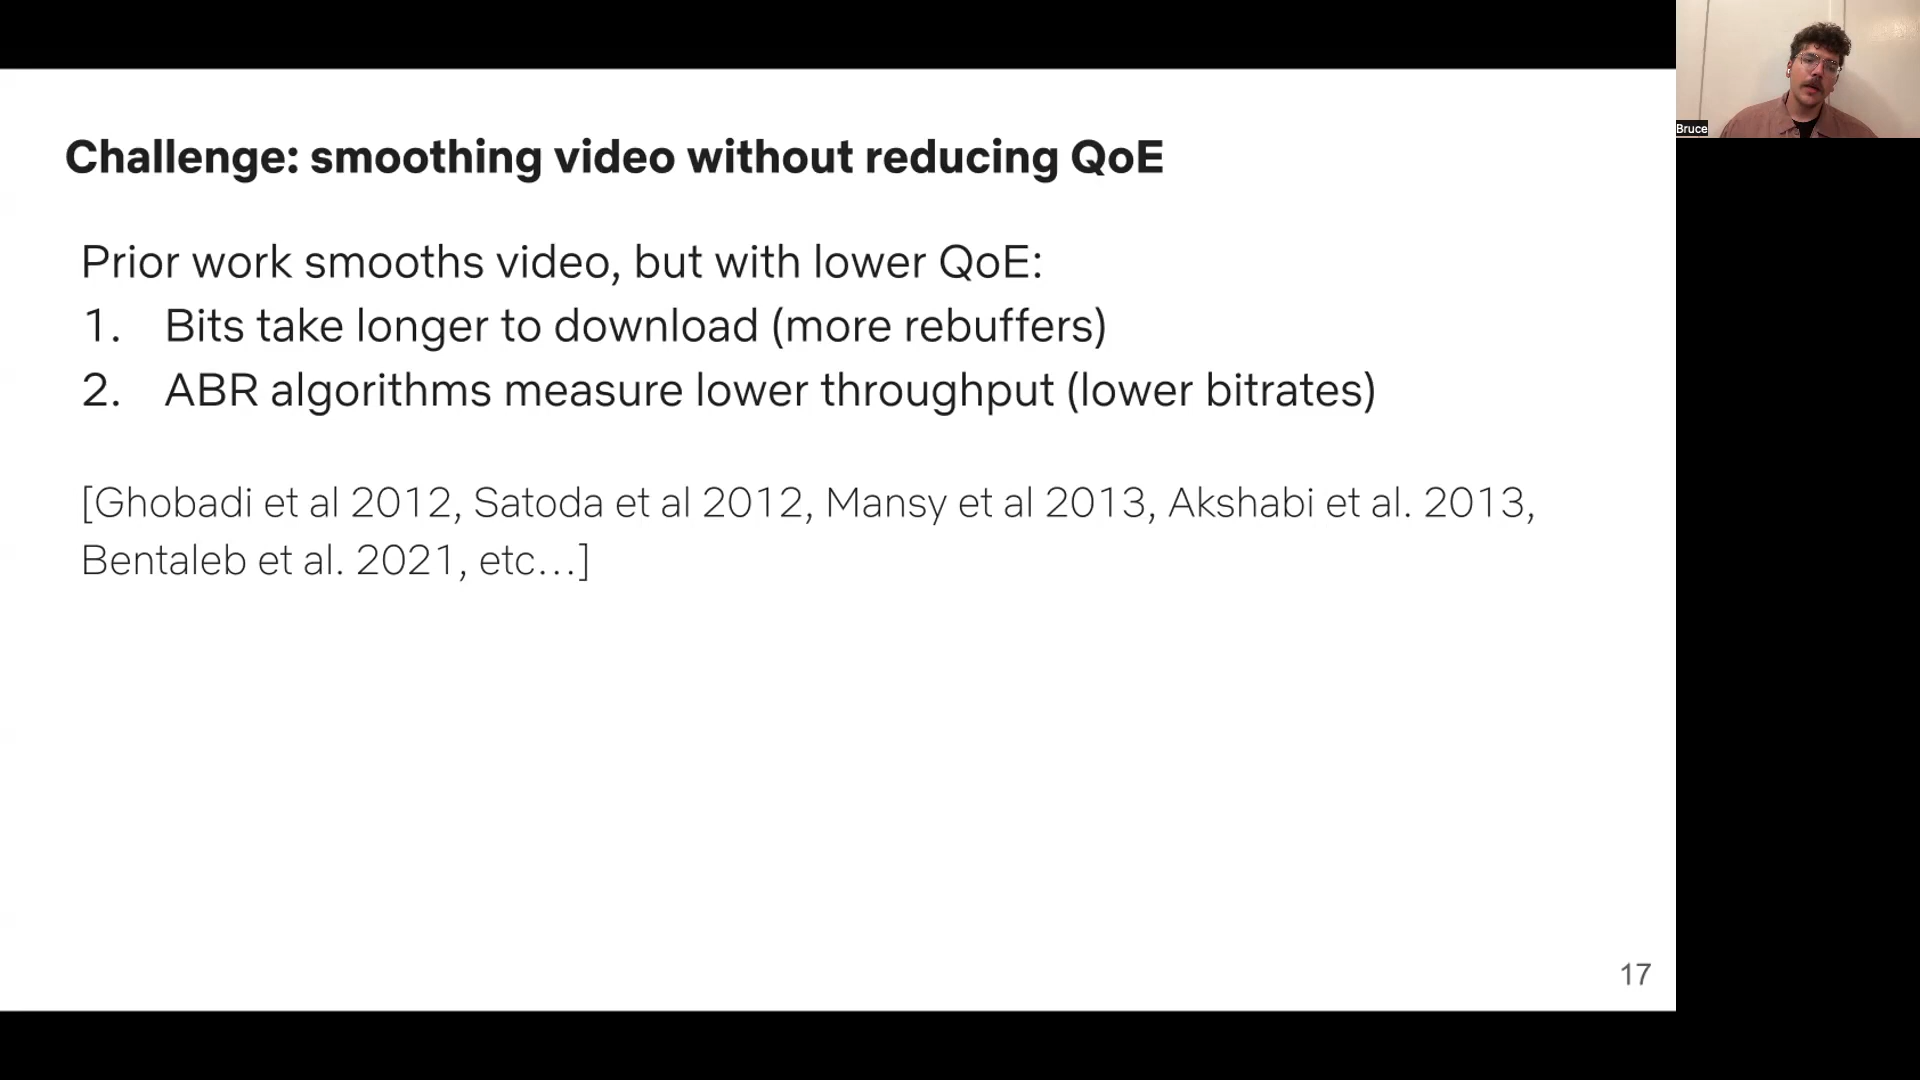 Challenge: smoothing video without reducing QoE
Prior work smooths video, but with lower QoE:
1. Bits take longer to download (more rebuffers)
2. ABR algorithms measure lower throughput (lower bitrates)
[Ghobadi et al 2012, Satoda et al 2012, Mansy et al 2013, Akshabi et al. 2013,
Bentaleb et al. 2021, etc...]
17
Bruce